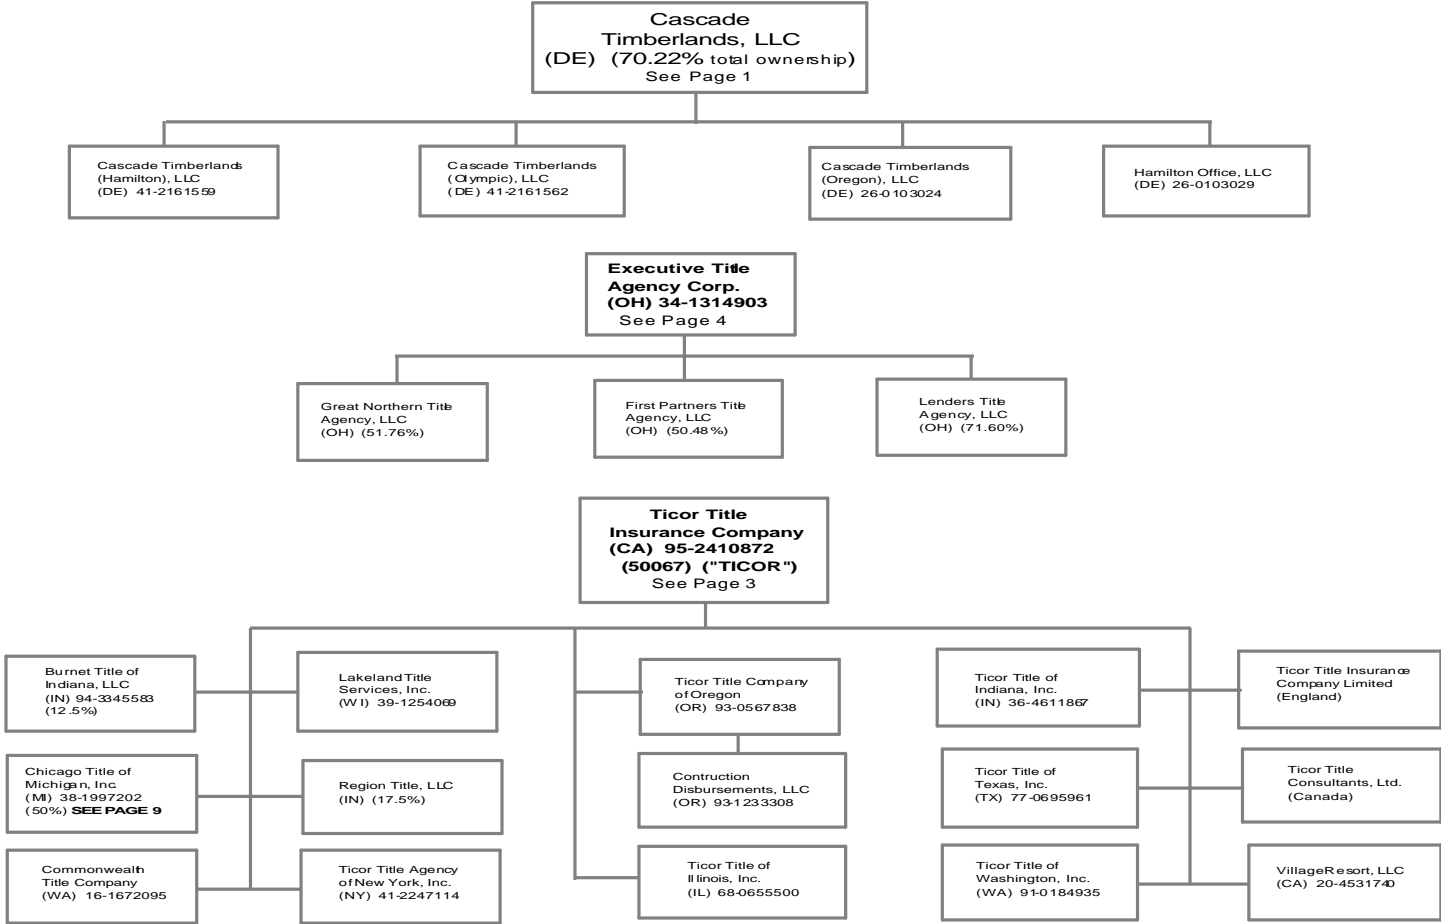 Cascade
Timberlands, LLC
(DE) (70.22% total ownership)
See Page 1
Cascade Timberlands
(Hamilton), LLC
(DE) 41-2161559
Cascade Timberlands
(Olympic), LLC
(DE) 41-2161562
Cascade Timberlands
(Oregon), LLC
(DE) 26-0103024
Hamilton Office, LLC
(DE) 26-0103029
Executive Title
Agency Corp.
(OH) 34-1314903
See Page 4
Great Northern Title
Agency, LLC
(OH) (51.76%)
First Partners Title
Agency, LLC
(OH) (50.48%)
Lenders Title
Agency, LLC
(OH) (71.60%)
Ticor Title
Insurance Company
(CA) 95-2410872
(50067) ("TICOR")
See Page 3
Burnet Title of
Indiana, LLC
(IN) 94-3345583
(12.5%)
Lakeland Title
Services, Inc.
(WI) 39-1254069
Ticor Title Company
of Oregon
(OR) 93-0567838
Ticor Title of
Indiana, Inc.
(IN) 36-4611867
Ticor Title Insurance
Company Limited
(England)
Chicago Title of
Michigan, Inc.
(MI) 38-1997202
(50%) SEE PAGE 9
Region Title, LLC
(IN) (17.5%)
Contruction
Disbursements, LLC
(OR) 93-1233308
Ticor Title of
Texas, Inc.
(TX) 77-0695961
Ticor Title
Consultants, Ltd.
(Canada)
Commonwealth
Title Company
(WA) 16-1672095
Ticor Title Agency
of New York, Inc.
(NY) 41-2247114
Ticor Title of
Illinois, Inc.
(IL) 68-0655500
Ticor Title of
Washington, Inc.
(WA) 91-0184935
Village Resort, LLC
(CA) 20-4531740